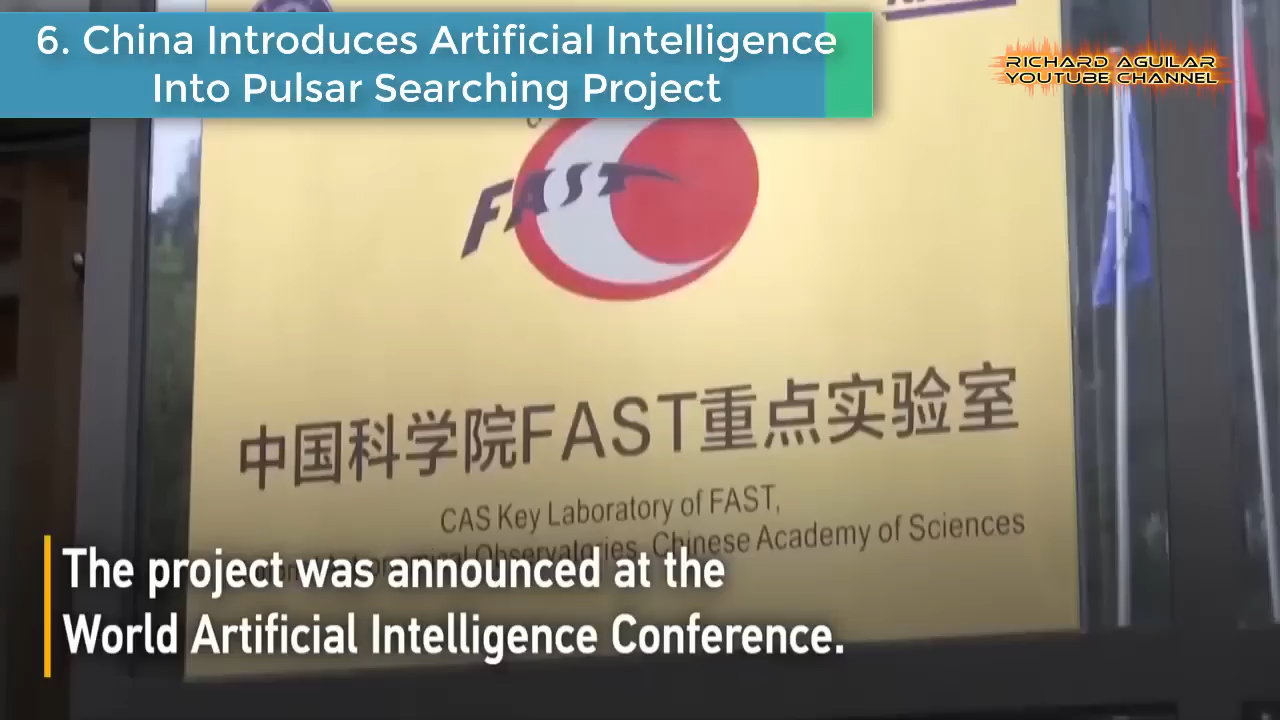 6. China Introduces Artificial Intelligence
Into Pulsar Searching Project
RICHARD AGUILAR
YOUTUBE CHANNEL
FAST
中国科学院FAST重点实验室
CAS Key Laboratory of FAST,
Observatories, Chinese Academy of Sciences
The project was announced at the
World Artificial Intelligence Conference.